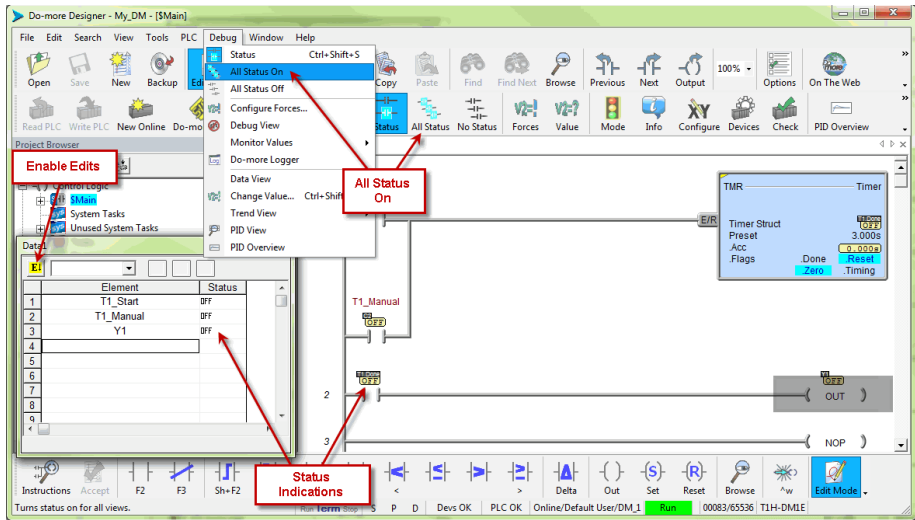 Do-more Designer - My_DM - [$Main]
File Edit Search View Tools PLC Debug Window Help
Open Save New Backup Copy Paste Find Find Next Browse Previous Next Output 100% Options On The Web
Status Ctrl+Shift+S
All Status On
All Status Off
Configure Forces...
Debug View
Monitor Values
Do-more Logger
Data View
Change Value...
Trend View
PID View
PID Overview
Read PLC Write PLC New Online Status All Status No Status Forces Value Mode Info Configure Devices Check PID Overview
Project Browser
Enable Edits
All Status
On
Control Logic
$Main
System Tasks
Unused System Tasks
Data1
Element Status
1 T1_Start OFF
2 T1_Manual OFF
3 Y1 OFF
4
5
6
7
8
9
TMR Timer
E/R
Timer Struct T1.Done
OFF
Preset 3.000s
.Acc 0.000s
.Flags .Done .Reset
.Zero .Timing
T1_Manual
OFF
T1.Done
OFF
2
Y1
OFF
OUT
3
NOP
Status
Indications
Instructions Accept F2 F3 Sh+F2 < > Delta Out Set Reset Browse ^w Edit Mode
Turns status on for all views.
Run Term Stop S P D Devs OK PLC OK Online/Default User/DM_1 Run 00083/65536 T1H-DM1E